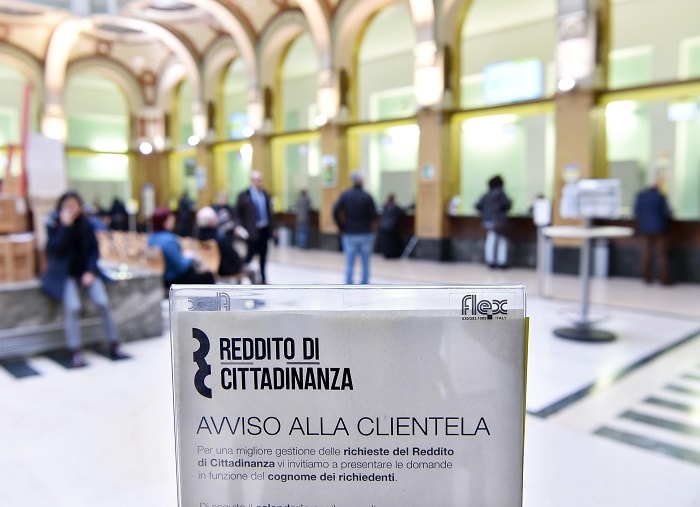 flex
ITALY
REDDITO DI
CITTADINANZA
AVVISO ALLA CLIENTELA
Per una migliore gestione delle richieste del Reddito
di Cittadinanza vi invitiamo a presentare le domande
in funzione del cognome dei richiedenti.